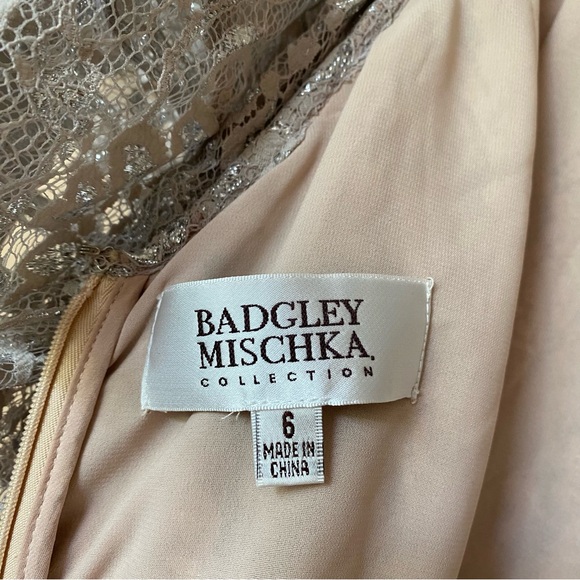 BADGLEY
MISCHKA.
COLLECTION
6
MADE IN
CHINA